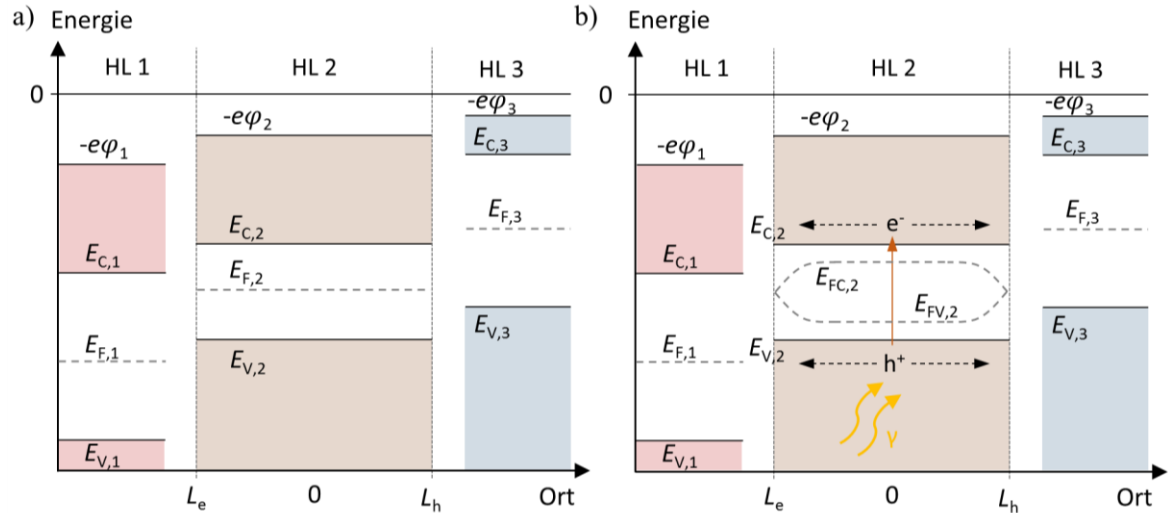 a) Energie
HL 1 HL 2 HL 3
0
-eφ3
-eφ2
EC,3
-eφ1
EF,3
EC,2
EC,1
EF,2
EV,3
EF,1
EV,2
EV,1
Le 0 Lh Ort
b) Energie
HL 1 HL 2 HL 3
0
-eφ3
-eφ2
EC,3
-eφ1
EF,3
EC,2 e-
EC,1
EFC,2
EFV,2
EV,3
EF,1 EV,2
h+
γ
EV,1
Le 0 Lh Ort